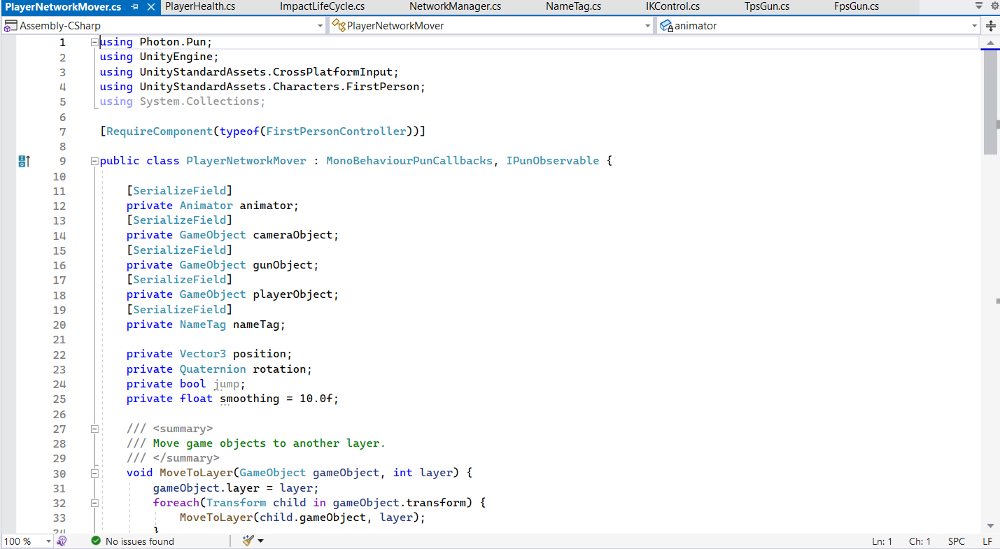 PlayerNetworkMover.cs PlayerHealth.cs ImpactLifeCycle.cs NetworkManager.cs NameTag.cs IKControl.cs TpsGun.cs FpsGun.cs
Assembly-CSharp PlayerNetworkMover animator
1 using Photon.Pun;
2 using UnityEngine;
3 using UnityStandardAssets.CrossPlatformInput;
4 using UnityStandardAssets.Characters.FirstPerson;
5 using System.Collections;
6
7 [RequireComponent(typeof(FirstPersonController))]
8
9 public class PlayerNetworkMover : MonoBehaviourPunCallbacks, IPunObservable {
10
11 [SerializeField]
12 private Animator animator;
13 [SerializeField]
14 private GameObject cameraObject;
15 [SerializeField]
16 private GameObject gunObject;
17 [SerializeField]
18 private GameObject playerObject;
19 [SerializeField]
20 private NameTag nameTag;
21
22 private Vector3 position;
23 private Quaternion rotation;
24 private bool jump;
25 private float smoothing = 10.0f;
26
27 /// <summary>
28 /// Move game objects to another layer.
29 /// </summary>
30 void MoveToLayer(GameObject gameObject, int layer) {
31 gameObject.layer = layer;
32 foreach(Transform child in gameObject.transform) {
33 MoveToLayer(child.gameObject, layer);
34 }
100 % No issues found Ln: 1 Ch: 1 SPC LF